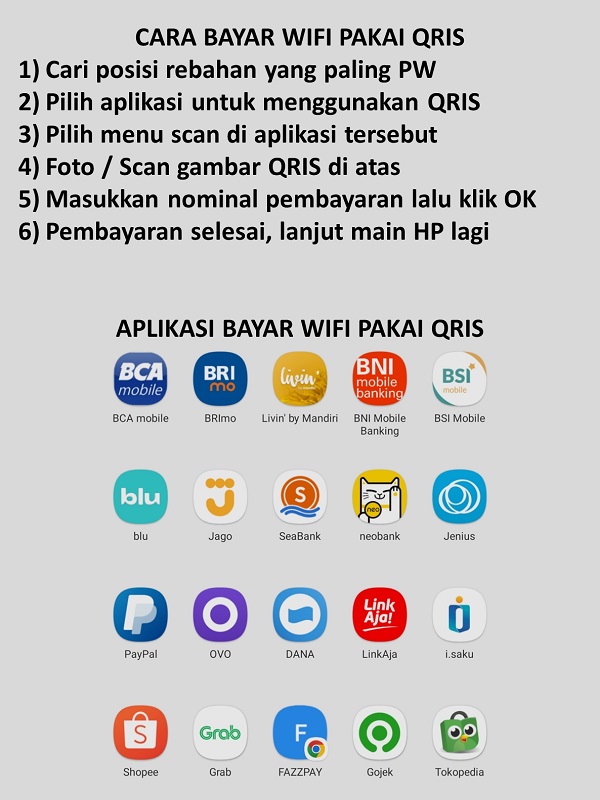 CARA BAYAR WIFI PAKAI QRIS
1) Cari posisi rebahan yang paling PW
2) Pilih aplikasi untuk menggunakan QRIS
3) Pilih menu scan di aplikasi tersebut
4) Foto / Scan gambar QRIS di atas
5) Masukkan nominal pembayaran lalu klik OK
6) Pembayaran selesai, lanjut main HP lagi
APLIKASI BAYAR WIFI PAKAI QRIS
BCA mobile
BRI mo
livin'
BNI mobile banking
BSI mobile
BCA mobile
BRImo
Livin' by Mandiri
BNI Mobile Banking
BSI Mobile
blu
S
neo
blu
Jago
SeaBank
neobank
Jenius
P
Link Aja!
i
PayPal
OVO
DANA
LinkAja
i.saku
S
Grab
F
Shopee
Grab
FAZZPAY
Gojek
Tokopedia